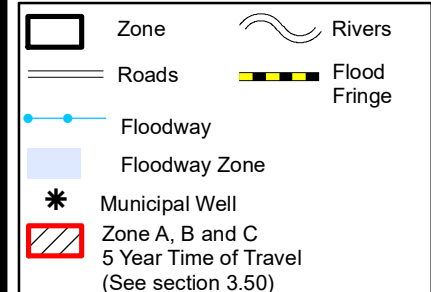 Zone
Rivers
Roads
Flood
Fringe
Floodway
Floodway Zone
Municipal Well
Zone A, B and C
5 Year Time of Travel
(See section 3.50)